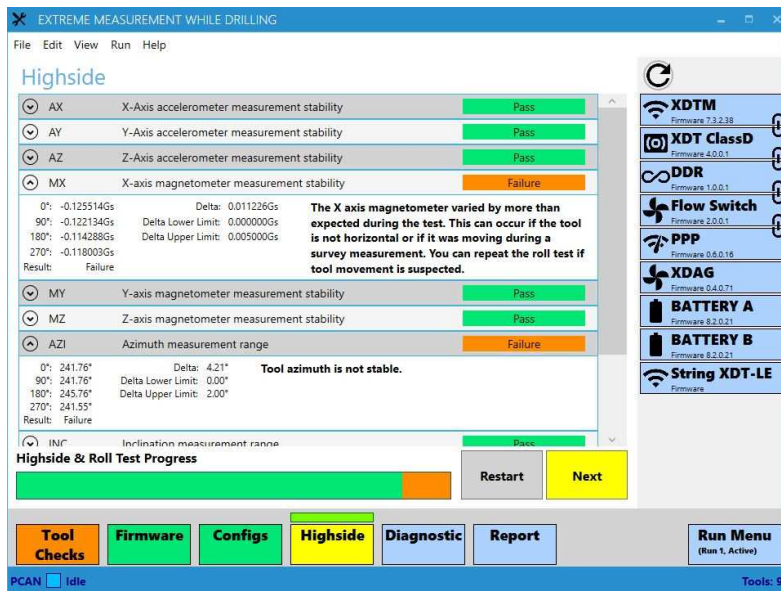 EXTREME MEASUREMENT WHILE DRILLING
File Edit View Run Help
Highside
AX X-Axis accelerometer measurement stability Pass
AY Y-Axis accelerometer measurement stability Pass
AZ Z-Axis accelerometer measurement stability Pass
MX X-axis magnetometer measurement stability Failure
0°: -0.125514Gs Delta: 0.011226Gs
90°: -0.122134Gs Delta Lower Limit: 0.000000Gs
180°: -0.114288Gs Delta Upper Limit: 0.005000Gs
270°: -0.118003Gs
Result: Failure
The X axis magnetometer varied by more than
expected during the test. This can occur if the tool
is not horizontal or if it was moving during a
survey measurement. You can repeat the roll test if
tool movement is suspected.
MY Y-axis magnetometer measurement stability Pass
MZ Z-axis magnetometer measurement stability Pass
AZI Azimuth measurement range Failure
0°: 241.76° Delta: 4.21° Tool azimuth is not stable.
90°: 241.76° Delta Lower Limit: 0.00°
180°: 245.76° Delta Upper Limit: 2.00°
270°: 241.55°
Result: Failure
INC Inclination measurement range Pass
Highside & Roll Test Progress
Restart
Next
XDTM
Firmware 7.3.2.38
XDT ClassD
Firmware 4.0.0.1
DDR
Firmware 1.0.0.1
Flow Switch
Firmware 2.0.0.1
PPP
Firmware 0.6.0.16
XDAG
Firmware 0.4.0.71
BATTERY A
Firmware 8.2.0.21
BATTERY B
Firmware 8.2.0.21
String XDT-LE
Firmware
Tool
Checks
Firmware
Configs
Highside
Diagnostic
Report
Run Menu
(Run 1, Active)
PCAN Idle
Tools: 9